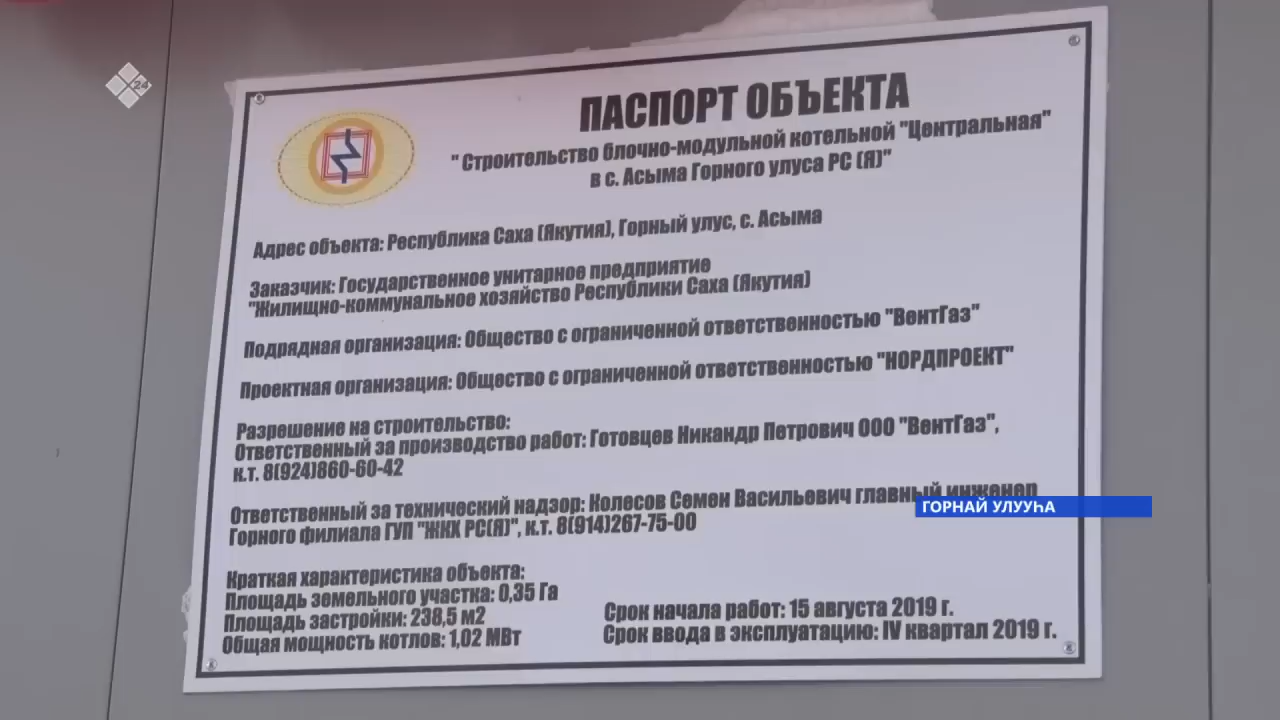 24
ПАСПОРТ ОБЪЕКТА
"Строительство блочно-модульной котельной "Центральная"
в с. Асыма Горного улуса РС (Я)"
Адрес объекта: Республика Саха (Якутия), Горный улус, с. Асыма
Заказчик: Государственное унитарное предприятие
"Жилищно-коммунальное хозяйство Республики Саха (Якутия)
Подрядная организация: Общество с ограниченной ответственностью "ВентГаз"
Проектная организация: Общество с ограниченной ответственностью "НОРДПРОЕКТ"
Разрешение на строительство:
Ответственный за производство работ: Готовцев Никандр Петрович ООО "ВентГаз",
к.т. 8(924)860-60-42
Ответственный за технический надзор: Колесов Семен Васильевич главный инженер
Горного филиала ГУП "ЖКХ РС(Я)", к.т. 8(914)267-75-00
ГОРНАЙ УЛУУҺА
Краткая характеристика объекта:
Площадь земельного участка: 0,35 Га
Площадь застройки: 238,5 м2
Общая мощность котлов: 1,02 МВт
Срок начала работ: 15 августа 2019 г.
Срок ввода в эксплуатацию: IV квартал 2019 г.